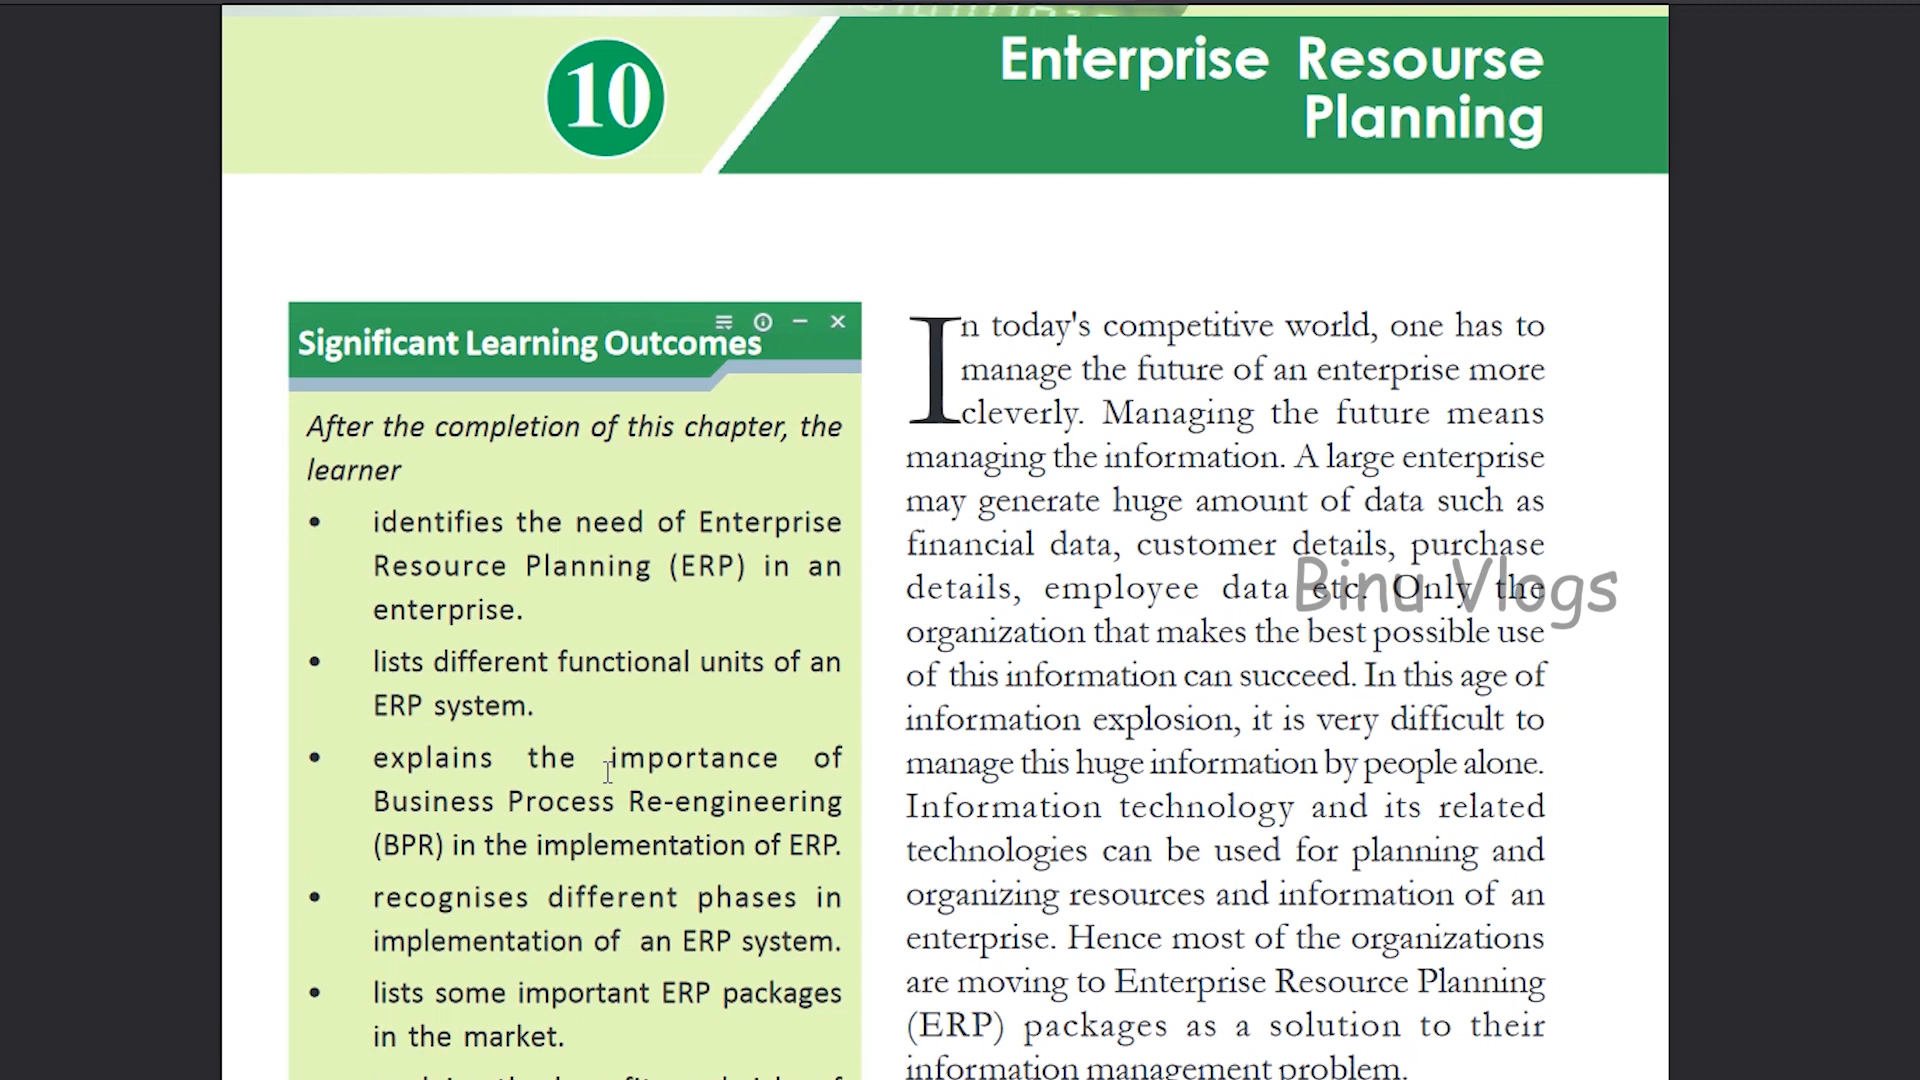 10
Enterprise Resourse
Planning
Significant Learning Outcomes
After the completion of this chapter, the
learner
• identifies the need of Enterprise
Resource Planning (ERP) in an
enterprise.
• lists different functional units of an
ERP system.
• explains the importance of
Business Process Re-engineering
(BPR) in the implementation of ERP.
• recognises different phases in
implementation of an ERP system.
• lists some important ERP packages
in the market.
In today's competitive world, one has to
manage the future of an enterprise more
cleverly. Managing the future means
managing the information. A large enterprise
may generate huge amount of data such as
financial data, customer details, purchase
details, employee data etc. Only the
organization that makes the best possible use
of this information can succeed. In this age of
information explosion, it is very difficult to
manage this huge information by people alone.
Information technology and its related
technologies can be used for planning and
organizing resources and information of an
enterprise. Hence most of the organizations
are moving to Enterprise Resource Planning
(ERP) packages as a solution to their
information management problem.
Binu Vlogs